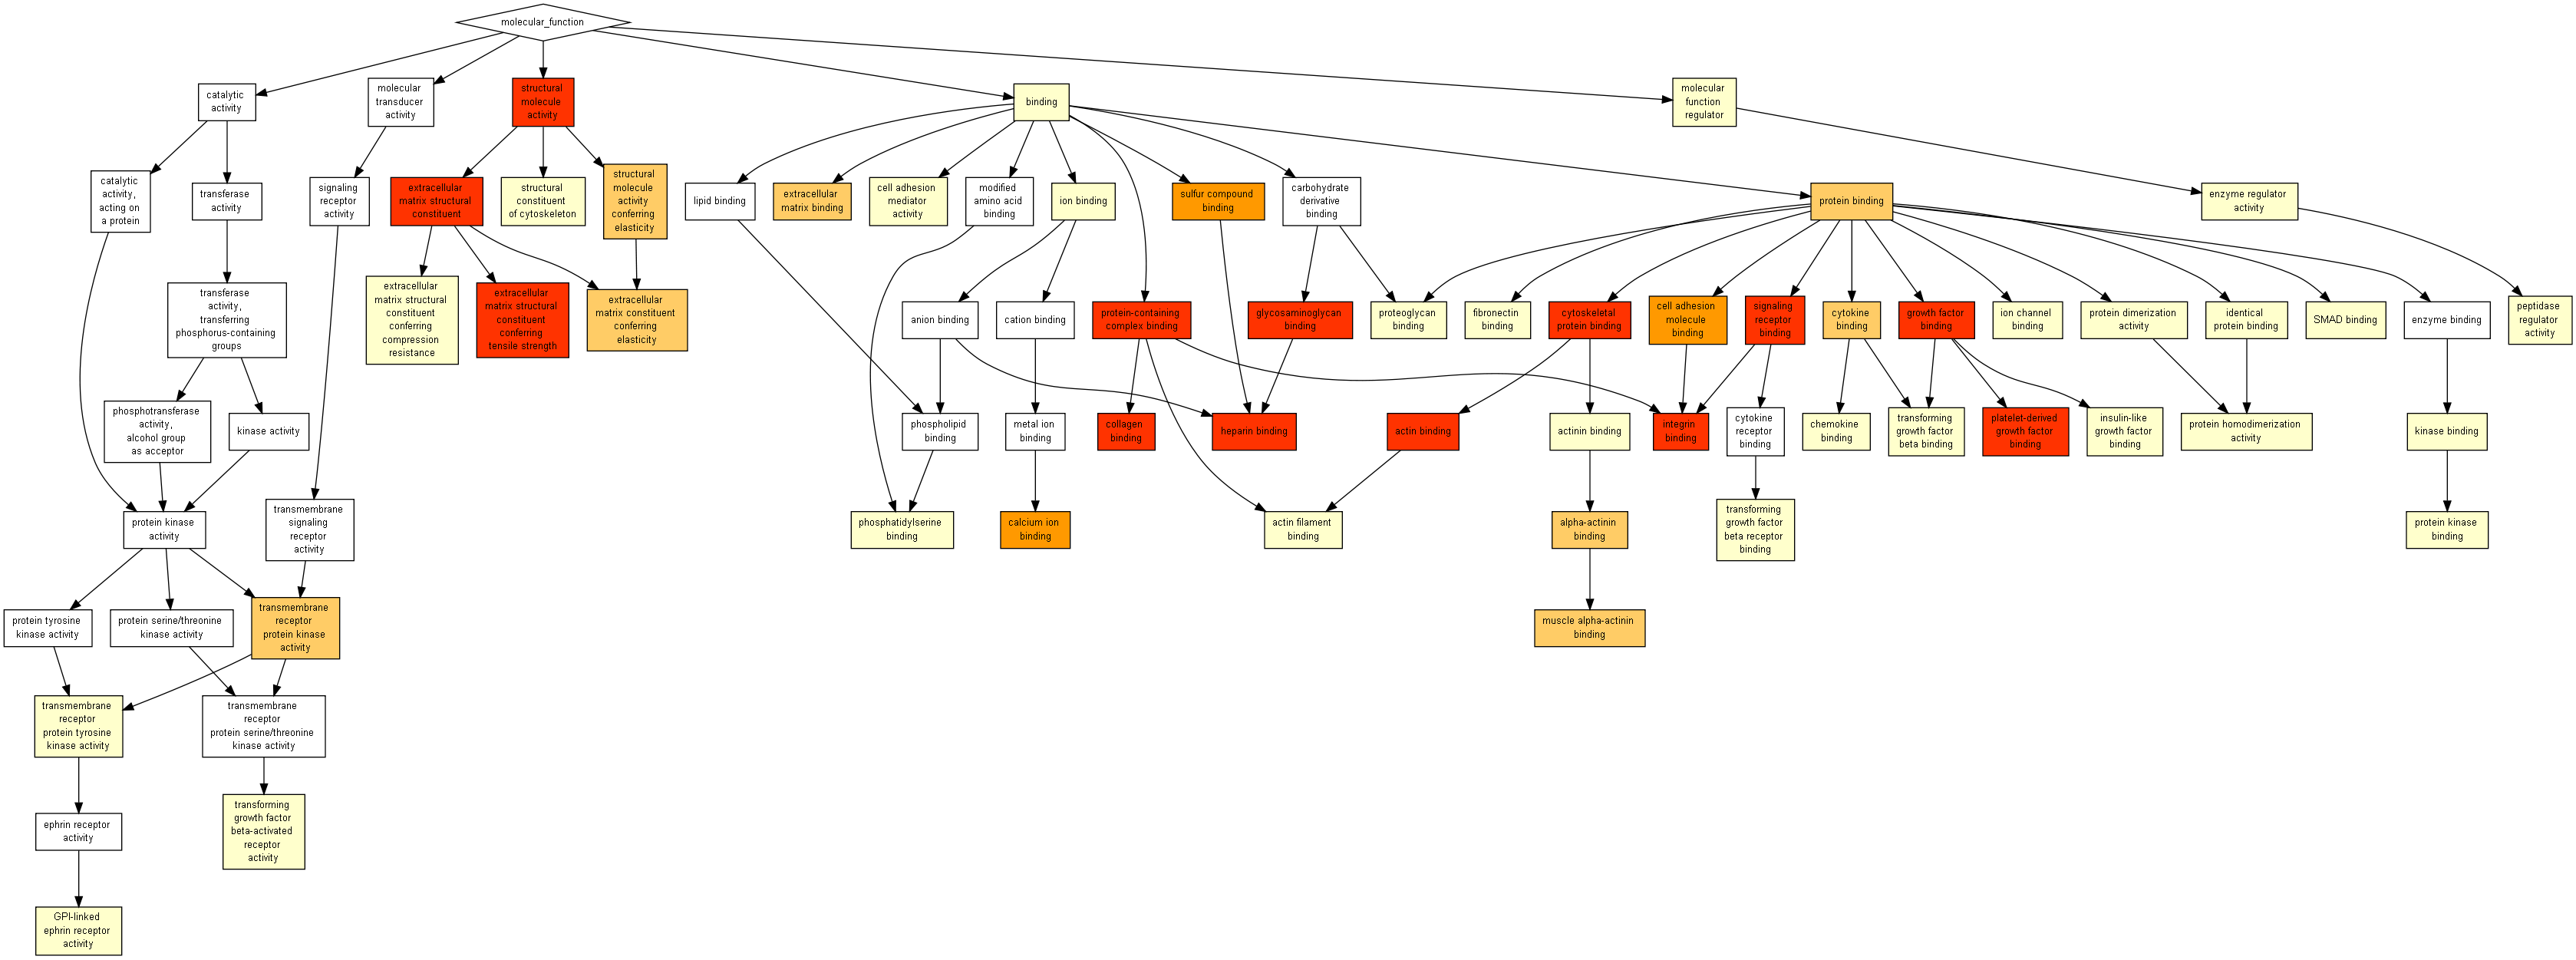 molecular_function
catalytic
activity
molecular
transducer
activity
structural
molecule
activity
binding
molecular
function
regulator
catalytic
activity,
acting on
a protein
transferase
activity
signaling
receptor
activity
extracellular
matrix structural
constituent
structural
constituent
of cytoskeleton
structural
molecule
activity
conferring
elasticity
lipid binding
extracellular
matrix binding
cell adhesion
mediator
activity
modified
amino acid
binding
ion binding
sulfur compound
binding
carbohydrate
derivative
binding
protein binding
enzyme regulator
activity
transferase
activity,
transferring
phosphorus-containing
groups
extracellular
matrix structural
constituent
conferring
compression
resistance
extracellular
matrix structural
constituent
conferring
tensile strength
extracellular
matrix constituent
conferring
elasticity
anion binding
cation binding
protein-containing
complex binding
glycosaminoglycan
binding
proteoglycan
binding
fibronectin
binding
cytoskeletal
protein binding
cell adhesion
molecule
binding
signaling
receptor
binding
cytokine
binding
growth factor
binding
ion channel
binding
protein dimerization
activity
identical
protein binding
SMAD binding
enzyme binding
peptidase
regulator
activity
phosphotransferase
activity,
alcohol group
as acceptor
kinase activity
phospholipid
binding
metal ion
binding
collagen
binding
heparin binding
actin binding
actinin binding
integrin
binding
cytokine
receptor
binding
chemokine
binding
transforming
growth factor
beta binding
platelet-derived
growth factor
binding
insulin-like
growth factor
binding
protein homodimerization
activity
kinase binding
protein kinase
activity
transmembrane
signaling
receptor
activity
phosphatidylserine
binding
calcium ion
binding
actin filament
binding
alpha-actinin
binding
transforming
growth factor
beta receptor
binding
protein kinase
binding
protein tyrosine
kinase activity
protein serine/threonine
kinase activity
transmembrane
receptor
protein kinase
activity
muscle alpha-actinin
binding
transmembrane
receptor
protein tyrosine
kinase activity
transmembrane
receptor
protein serine/threonine
kinase activity
ephrin receptor
activity
transforming
growth factor
beta-activated
receptor
activity
GPI-linked
ephrin receptor
activity